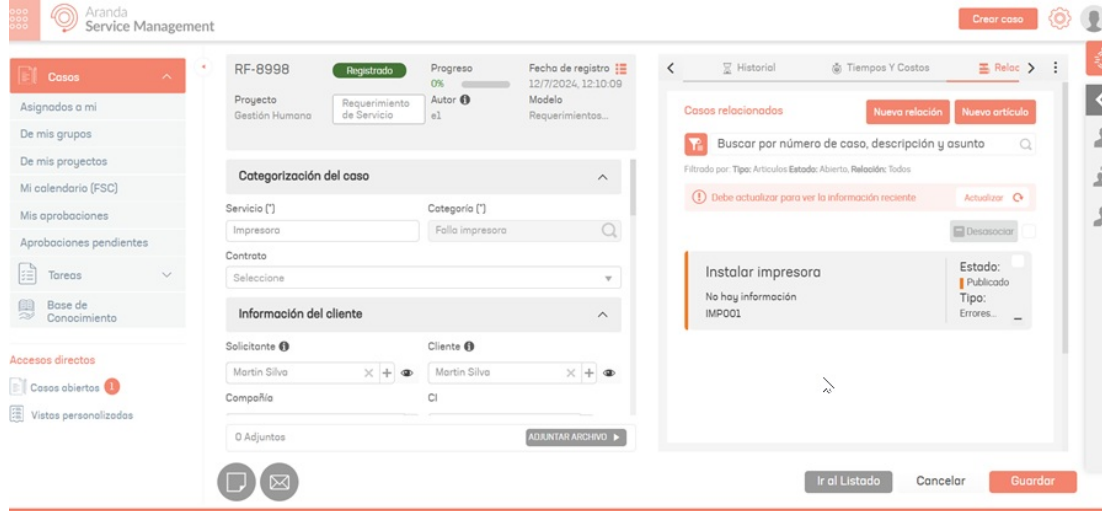 Aranda
Service Management
Crear caso
Casos
Asignados a mi
De mis grupos
De mis proyectos
Mi calendario (FSC)
Mis aprobaciones
Aprobaciones pendientes
Tareas
Base de
Conocimiento
Accesos directos
Casos abiertos 1
Vistas personalizadas
RF-8998
Registrado
Progreso
0%
Fecha de registro
12/7/2024, 12:10:09
Proyecto
Gestión Humana
Requerimiento
de Servicio
Autor
e1
Modelo
Requerimientos...
Categorización del caso
Servicio (*)
Categoría (*)
Impresora
Falla impresora
Contrato
Seleccione
Información del cliente
Solicitante
Cliente
Martin Silva
Martin Silva
Compañía
CI
0 Adjuntos
ADJUNTAR ARCHIVO
Historial
Tiempos Y Costos
Relac
Casos relacionados
Nueva relación
Nuevo artículo
Buscar por número de caso, descripción y asunto
Filtrado por: Tipo: Articulos Estado: Abierto, Relación: Todos
Debe actualizar para ver la información reciente
Actualizar
Desasociar
Instalar impresora
No hay información
IMP001
Estado:
Publicado
Tipo:
Errores...
Ir al Listado
Cancelar
Guardar